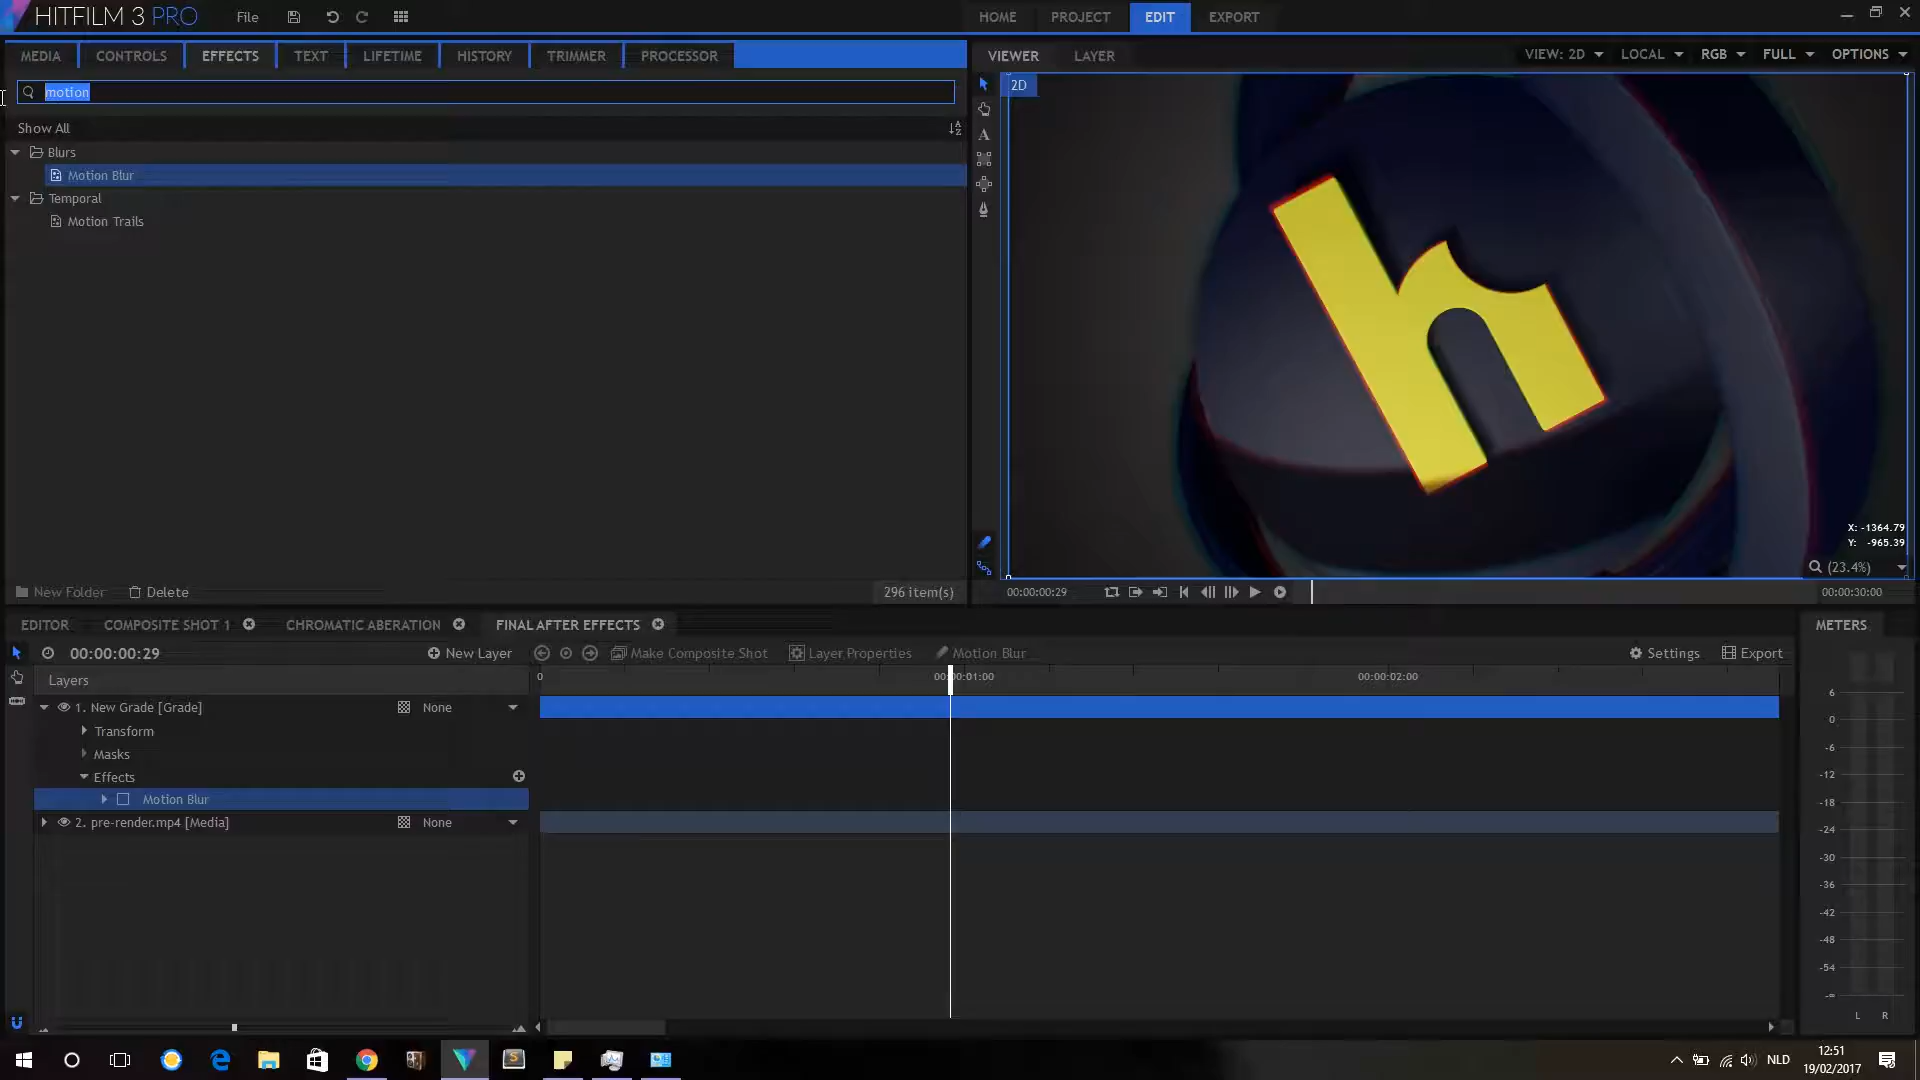 HITFILM 3 PRO
File
HOME
PROJECT
EDIT
EXPORT
MEDIA
CONTROLS
EFFECTS
TEXT
LIFETIME
HISTORY
TRIMMER
PROCESSOR
VIEWER
LAYER
VIEW: 2D
LOCAL
RGB
FULL
OPTIONS
motion
2D
Show All
Blurs
Motion Blur
Temporal
Motion Trails
h
X: -1364.79
Y: -965.39
(23.4%)
New Folder
Delete
296 item(s)
00:00:00:29
00:00:30:00
EDITOR
COMPOSITE SHOT 1
CHROMATIC ABERATION
FINAL AFTER EFFECTS
METERS
00:00:00:29
New Layer
Make Composite Shot
Layer Properties
Motion Blur
Settings
Export
Layers
0
00:00:01:00
00:00:02:00
1. New Grade [Grade]
None
Transform
Masks
Effects
Motion Blur
2. pre-render.mp4 [Media]
None
6
0
-6
-12
-18
-24
-30
-36
-42
-48
-54
-∞
L R
NLD
12:51
19/02/2017